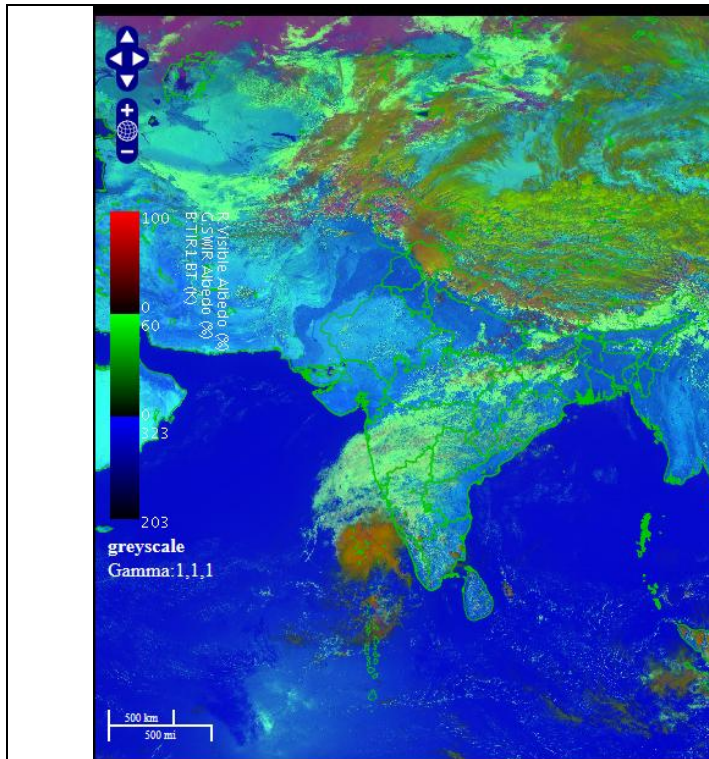 100
0
60
0
323
203
R:Visible Albedo (%)
G:SWIR Albedo (%)
B:TIR1 BT (K)
greyscale
Gamma:1,1,1
500 km
500 mi